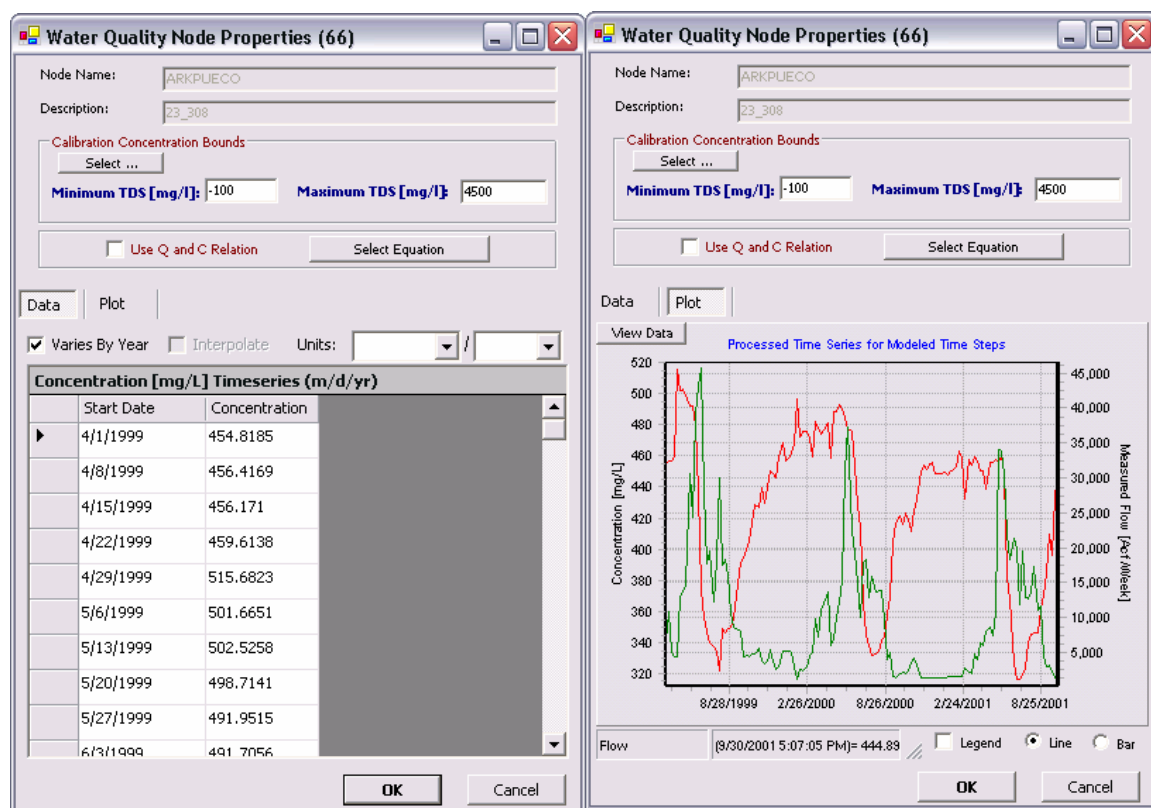 Water Quality Node Properties (66)
Node Name:
ARKPUECO
Description:
23_308
Calibration Concentration Bounds
Select ...
Minimum TDS [mg/l]: -100 Maximum TDS [mg/l]: 4500
Use Q and C Relation Select Equation
Data Plot
Varies By Year Interpolate Units: /
Concentration [mg/L] Timeseries (m/d/yr)
Start Date Concentration
4/1/1999 454.8185
4/8/1999 456.4169
4/15/1999 456.171
4/22/1999 459.6138
4/29/1999 515.6823
5/6/1999 501.6651
5/13/1999 502.5258
5/20/1999 498.7141
5/27/1999 491.9515
6/3/1999 491.7056
OK Cancel
Water Quality Node Properties (66)
Node Name:
ARKPUECO
Description:
23_308
Calibration Concentration Bounds
Select ...
Minimum TDS [mg/l]: -100 Maximum TDS [mg/l]: 4500
Use Q and C Relation Select Equation
Data Plot
View Data
Processed Time Series for Modeled Time Steps
Concentration [mg/L]
520
500
480
460
440
420
400
380
360
340
320
45,000
40,000
35,000
30,000
25,000
20,000
15,000
10,000
5,000
Measured Flow [Acf/Week]
8/28/1999 2/26/2000 8/26/2000 2/24/2001 8/25/2001
Flow (9/30/2001 5:07:05 PM)= 444.89 Legend Line Bar
OK Cancel